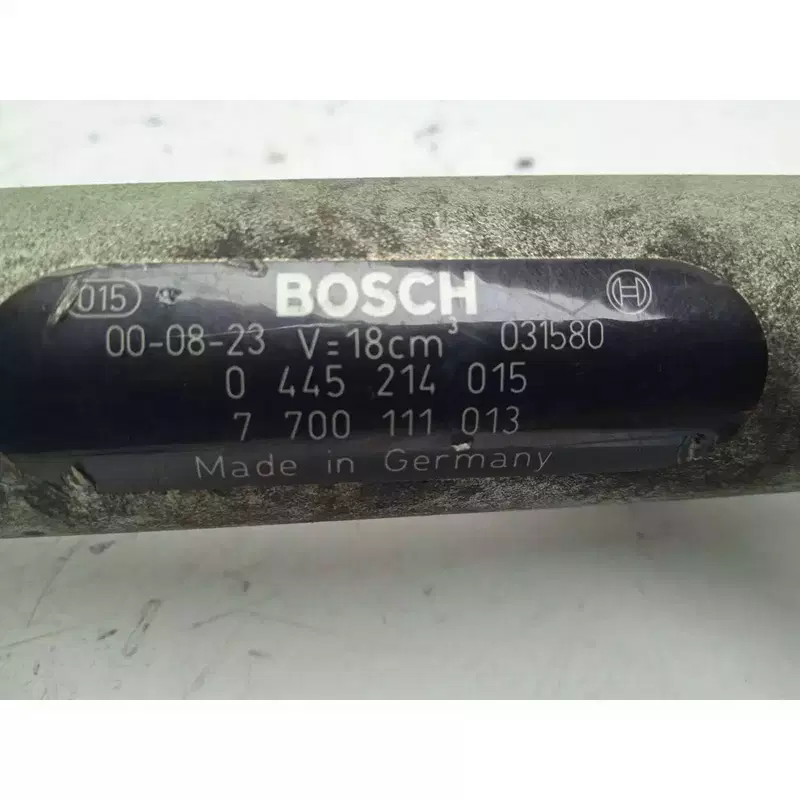 015 BOSCH
00-08-23 V=18cm³ 031580
0 445 214 015
7 700 111 013
Made in Germany